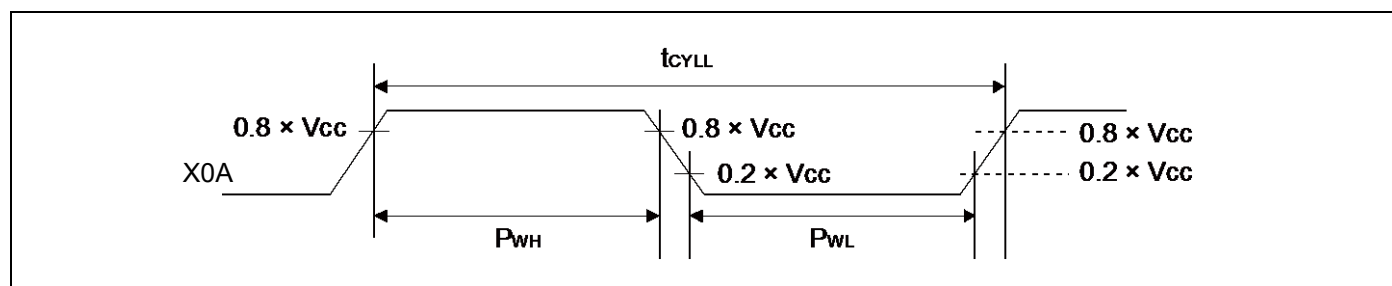 tCYLL
0.8 × Vcc
0.8 × Vcc
0.8 × Vcc
X0A
0.2 × Vcc
0.2 × Vcc
PWH
PWL